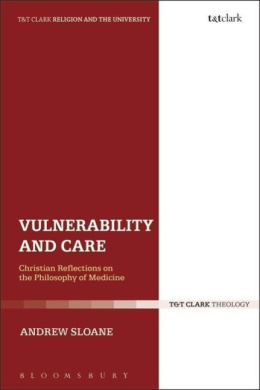 T&T CLARK RELIGION AND THE UNIVERSITY
t&tclark
VULNERABILITY
AND CARE
Christian Reflections on
the Philosophy of Medicine
T&T CLARK THEOLOGY
ANDREW SLOANE
BLOOMSBURY